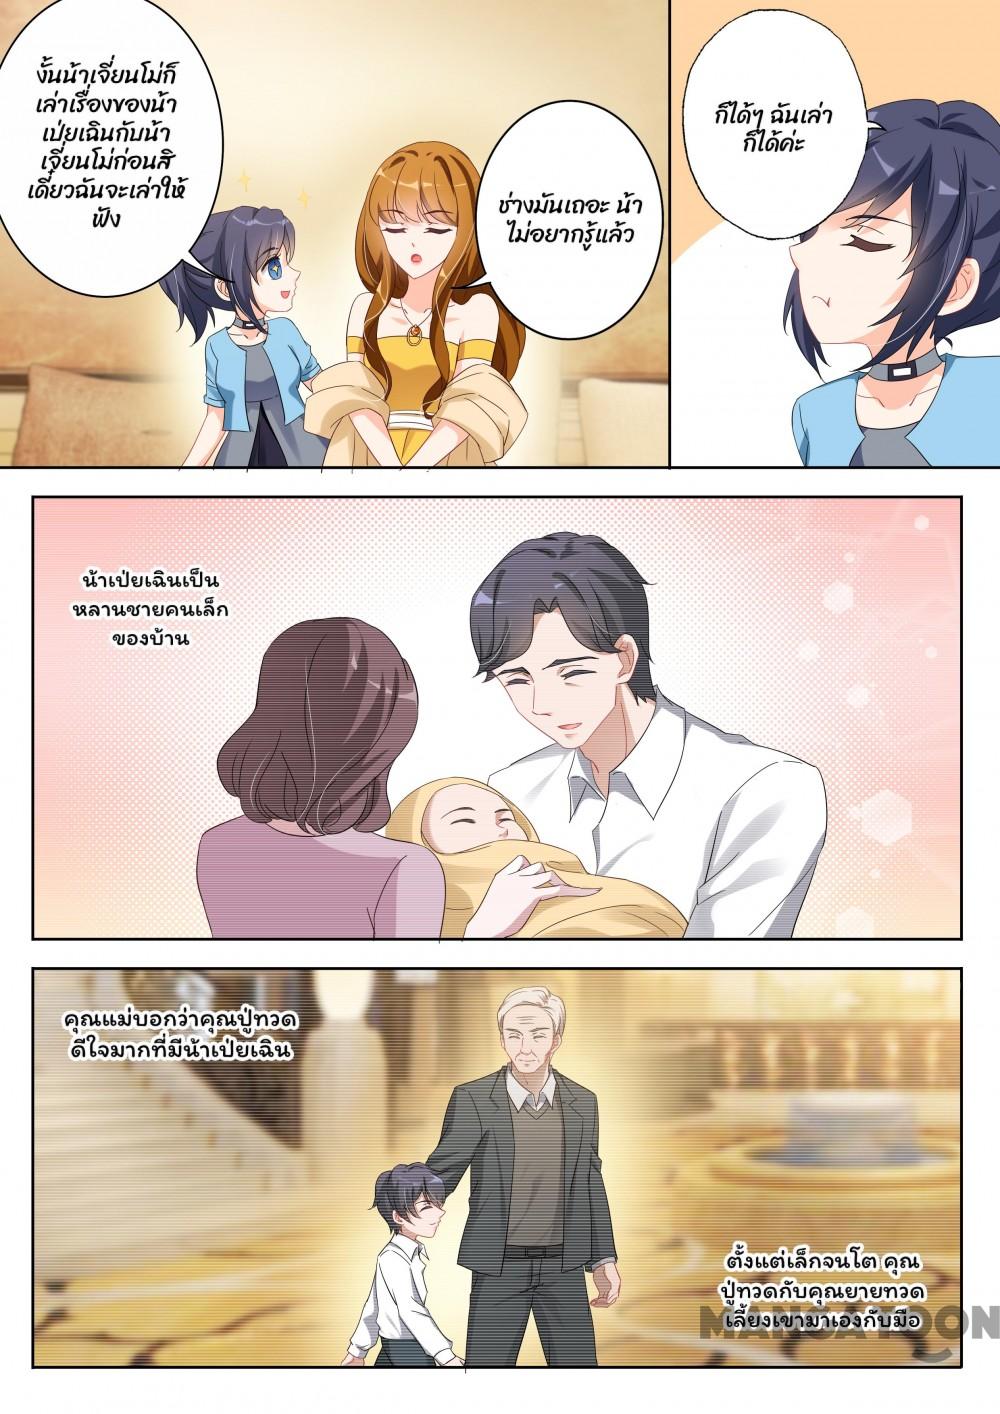 งั้นน้าเจี่ยนโม่ก็
เล่าเรื่องของน้า
เป่ยเฉินกับน้า
เจี่ยนโม่ก่อนสิ
เดี๋ยวฉันจะเล่าให้
ฟัง
ช่างมันเถอะ น้า
ไม่อยากรู้แล้ว
ก็ได้ๆ ฉันเล่า
ก็ได้ค่ะ
น้าเป่ยเฉินเป็น
หลานชายคนเล็ก
ของบ้าน
คุณแม่บอกว่าคุณปู่ทวด
ดีใจมากที่มีน้าเป่ยเฉิน
ตั้งแต่เล็กจนโต คุณ
ปู่ทวดกับคุณยายทวด
เลี้ยงเขามาเองกับมือ
MANGATOON